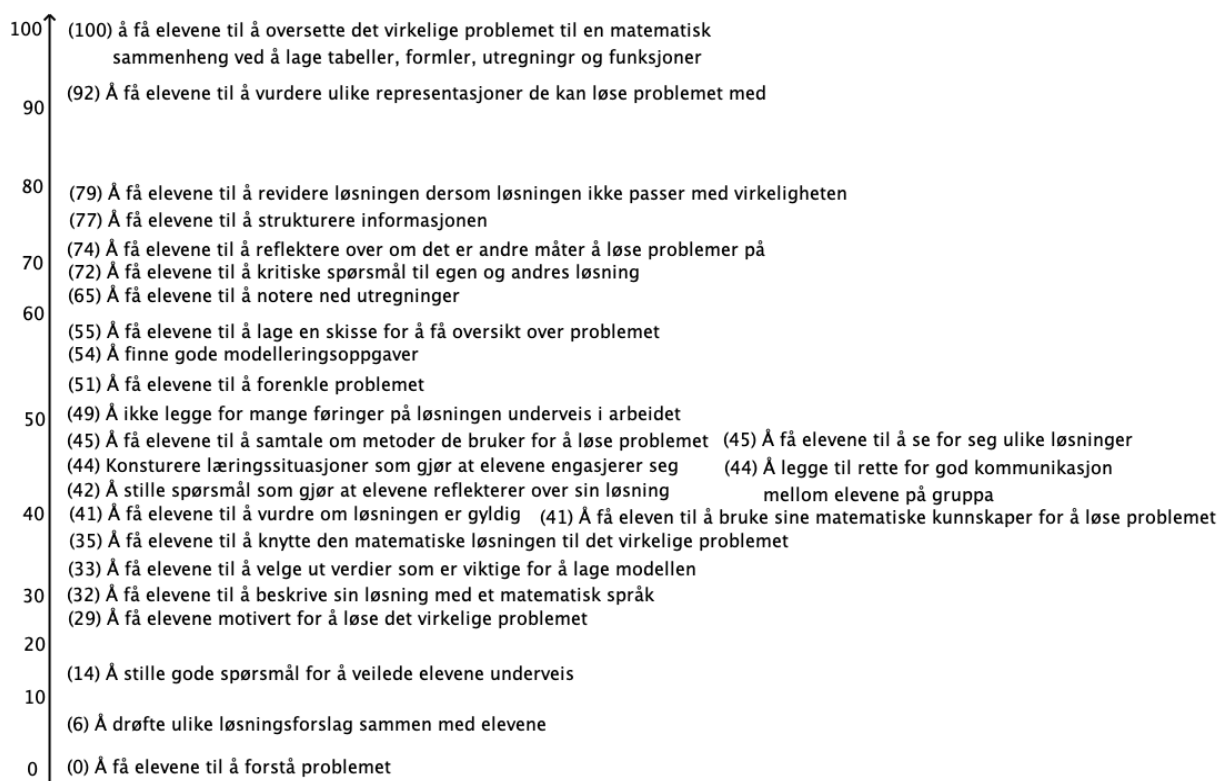 100
(100) å få elevene til å oversette det virkelige problemet til en matematisk
sammenheng ved å lage tabeller, formler, utregningr og funksjoner
(92) Å få elevene til å vurdere ulike representasjoner de kan løse problemet med
90
80
(79) Å få elevene til å revidere løsningen dersom løsningen ikke passer med virkeligheten
(77) Å få elevene til å strukturere informasjonen
(74) Å få elevene til å reflektere over om det er andre måter å løse problemer på
70
(72) Å få elevene til å kritiske spørsmål til egen og andres løsning
(65) Å få elevene til å notere ned utregninger
60
(55) Å få elevene til å lage en skisse for å få oversikt over problemet
(54) Å finne gode modelleringsoppgaver
(51) Å få elevene til å forenkle problemet
50
(49) Å ikke legge for mange føringer på løsningen underveis i arbeidet
(45) Å få elevene til å samtale om metoder de bruker for å løse problemet
(45) Å få elevene til å se for seg ulike løsninger
(44) Konsturere læringssituasjoner som gjør at elevene engasjerer seg
(44) Å legge til rette for god kommunikasjon
mellom elevene på gruppa
(42) Å stille spørsmål som gjør at elevene reflekterer over sin løsning
40
(41) Å få elevene til å vurdre om løsningen er gyldig
(41) Å få eleven til å bruke sine matematiske kunnskaper for å løse problemet
(35) Å få elevene til å knytte den matematiske løsningen til det virkelige problemet
(33) Å få elevene til å velge ut verdier som er viktige for å lage modellen
30
(32) Å få elevene til å beskrive sin løsning med et matematisk språk
(29) Å få elevene motivert for å løse det virkelige problemet
20
(14) Å stille gode spørsmål for å veilede elevene underveis
10
(6) Å drøfte ulike løsningsforslag sammen med elevene
0
(0) Å få elevene til å forstå problemet